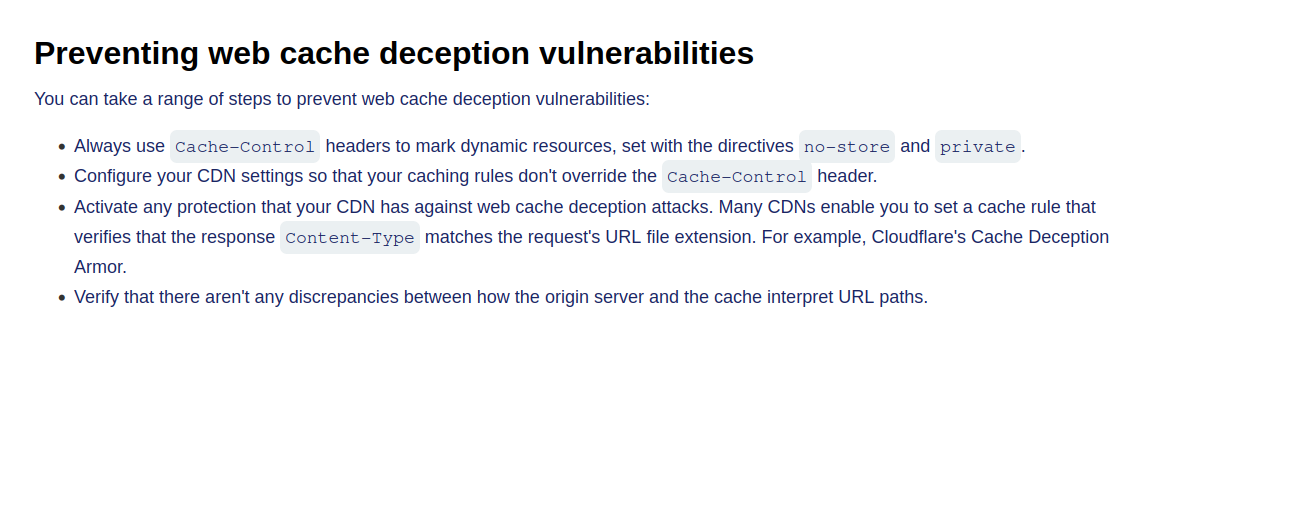 Preventing web cache deception vulnerabilities
You can take a range of steps to prevent web cache deception vulnerabilities:
• Always use Cache-Control headers to mark dynamic resources, set with the directives no-store and private.
• Configure your CDN settings so that your caching rules don't override the Cache-Control header.
• Activate any protection that your CDN has against web cache deception attacks. Many CDNs enable you to set a cache rule that
verifies that the response Content-Type matches the request's URL file extension. For example, Cloudflare's Cache Deception
Armor.
• Verify that there aren't any discrepancies between how the origin server and the cache interpret URL paths.